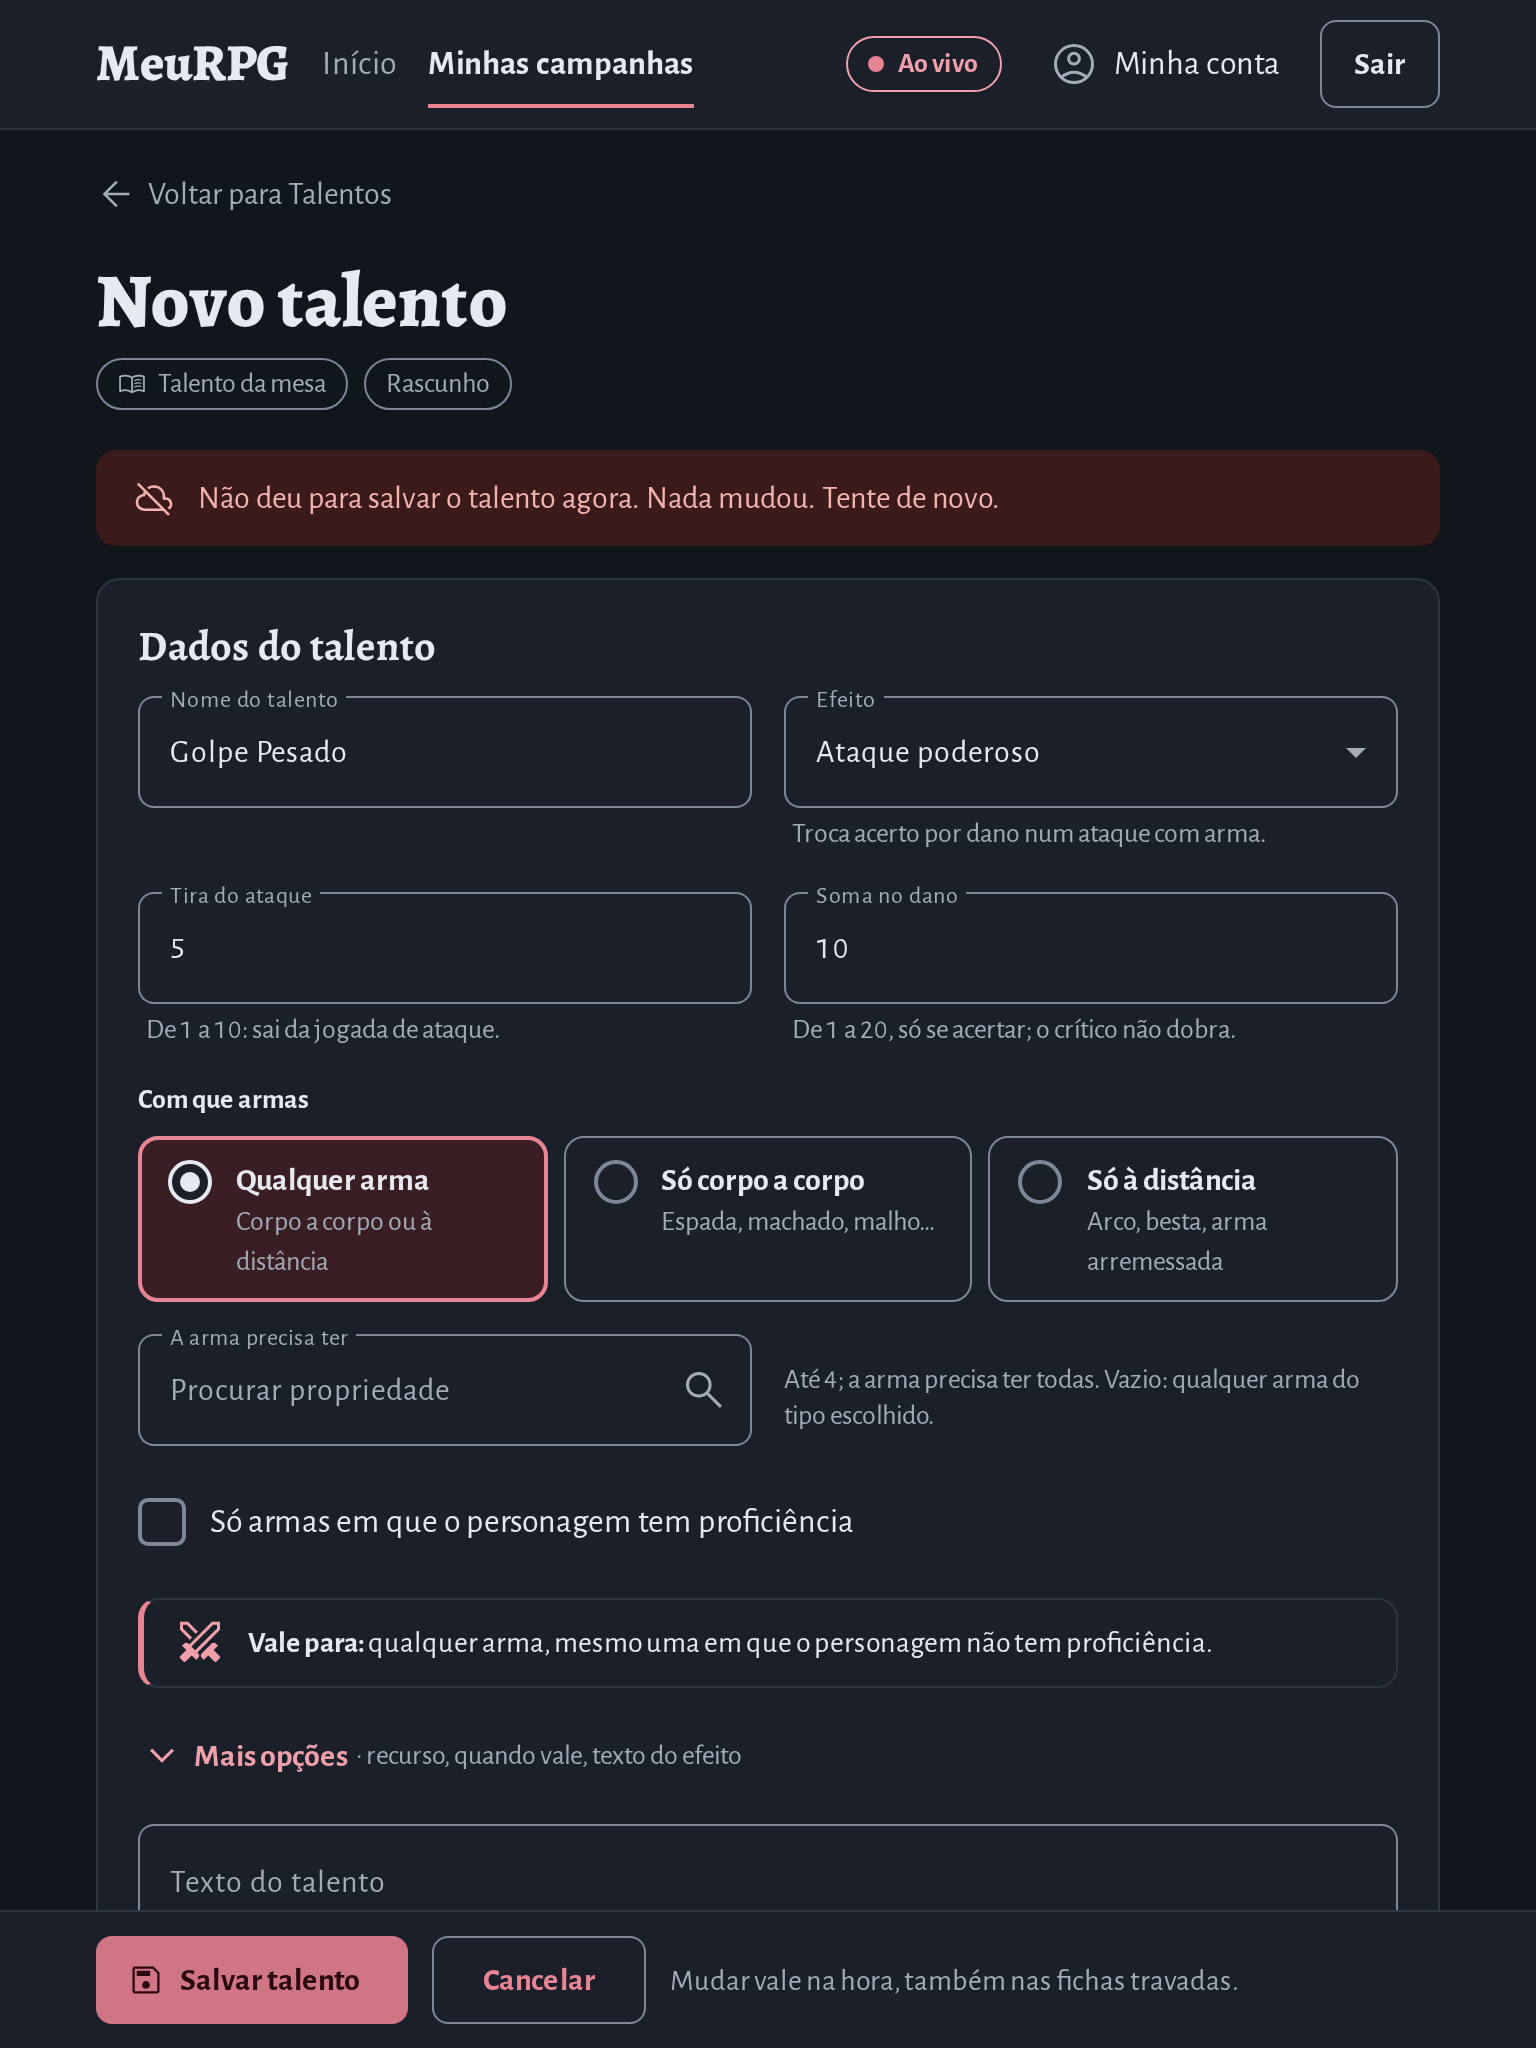 MeuRPG Início Minhas campanhas Ao vivo Minha conta Sair
Voltar para Talentos
Novo talento
Talento da mesa Rascunho
Não deu para salvar o talento agora. Nada mudou. Tente de novo.
Dados do talento
Nome do talento
Golpe Pesado
Efeito
Ataque poderoso
Troca acerto por dano num ataque com arma.
Tira do ataque
5
De 1 a 10: sai da jogada de ataque.
Soma no dano
10
De 1 a 20, só se acertar; o crítico não dobra.
Com que armas
Qualquer arma
Corpo a corpo ou à
distância
Só corpo a corpo
Espada, machado, malho...
Só à distância
Arco, besta, arma
arremessada
A arma precisa ter
Procurar propriedade
Até 4; a arma precisa ter todas. Vazio: qualquer arma do
tipo escolhido.
Só armas em que o personagem tem proficiência
Vale para: qualquer arma, mesmo uma em que o personagem não tem proficiência.
Mais opções · recurso, quando vale, texto do efeito
Texto do talento
Salvar talento Cancelar Mudar vale na hora, também nas fichas travadas.